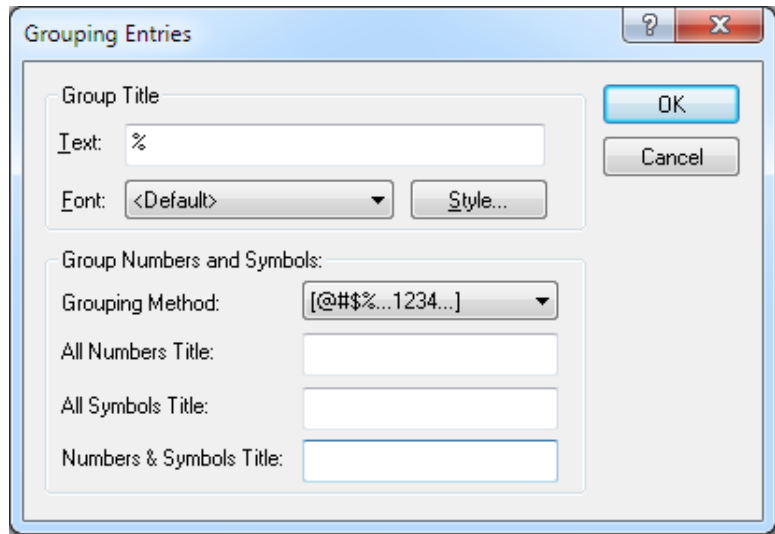 Grouping Entries
Group Title
OK
Text: %
Cancel
Font: <Default> Style...
Group Numbers and Symbols:
Grouping Method: [@#$%...1234...]
All Numbers Title:
All Symbols Title:
Numbers & Symbols Title: